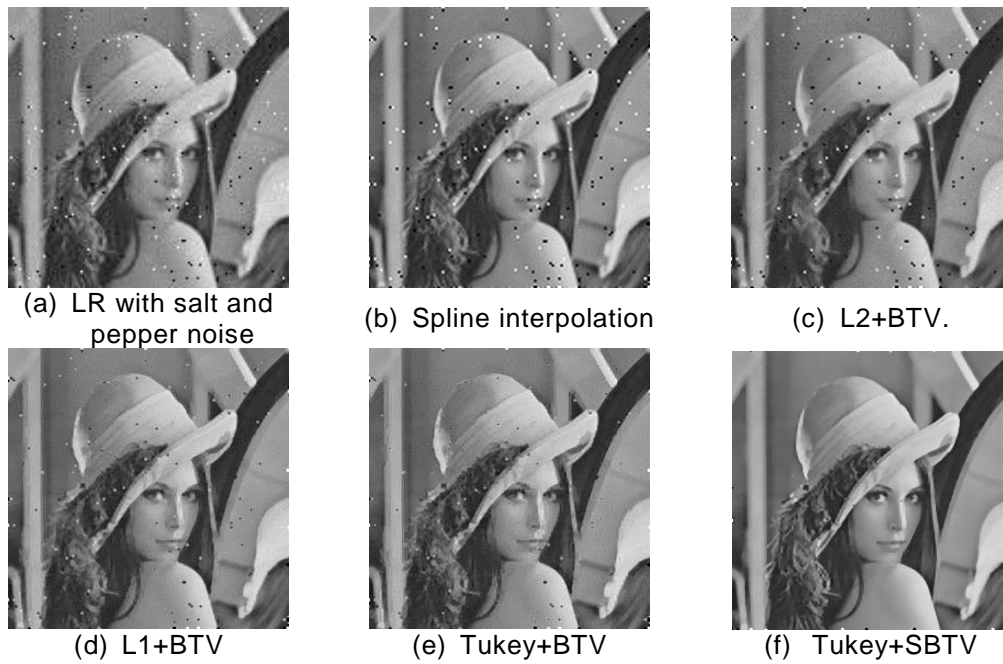 (a) LR with salt and
pepper noise
(b) Spline interpolation
(c) L2+BTV.
(d) L1+BTV
(e) Tukey+BTV
(f) Tukey+SBTV